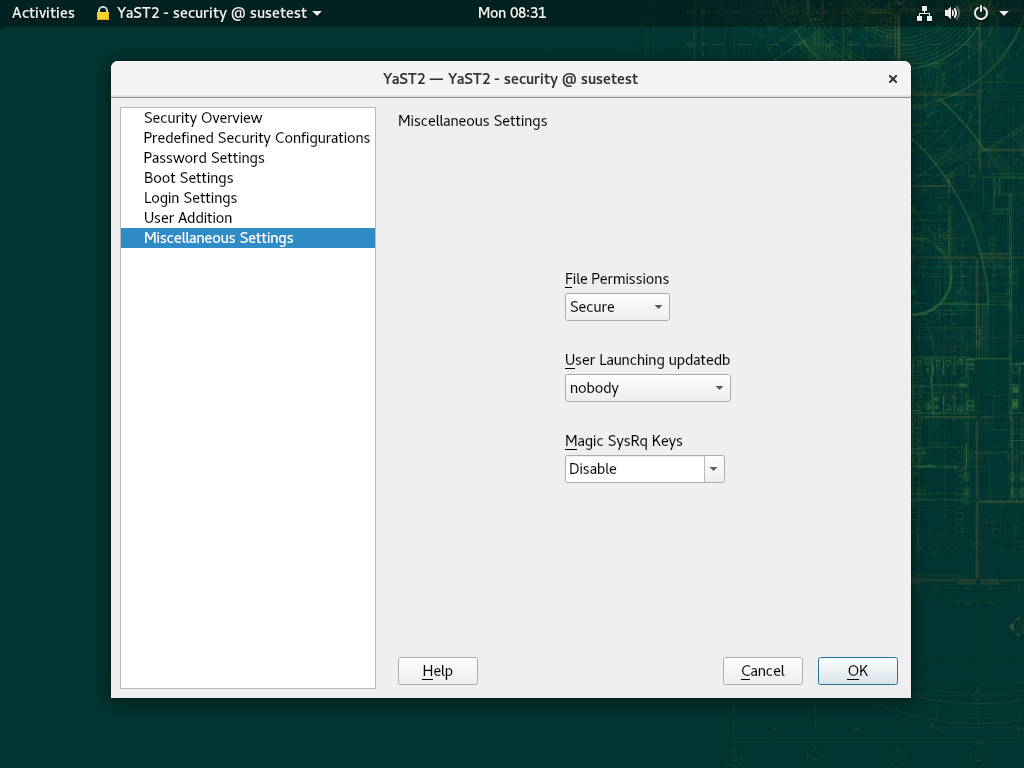 Activities
YaST2 - security @ susetest
Mon 08:31
YaST2 — YaST2 - security @ susetest
Security Overview
Predefined Security Configurations
Password Settings
Boot Settings
Login Settings
User Addition
Miscellaneous Settings
Miscellaneous Settings
File Permissions
Secure
User Launching updatedb
nobody
Magic SysRq Keys
Disable
Help
Cancel
OK